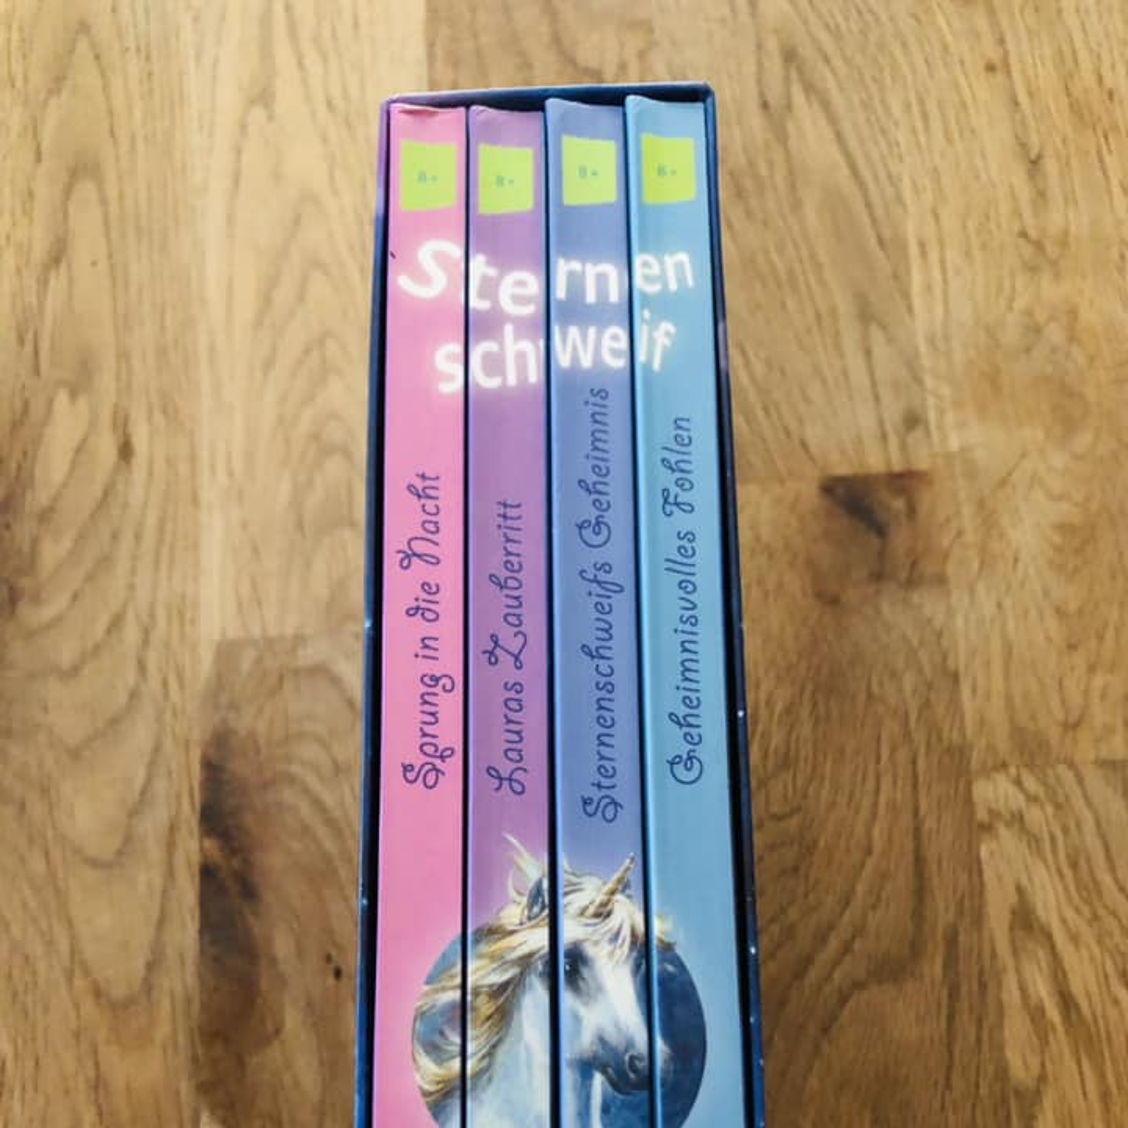 8+
8+
8+
8+
Sternen
schweif
Sprung in die Nacht
Lauras Zauberritt
Sternenschweifs Geheimnis
Geheimnisvolles Fohlen